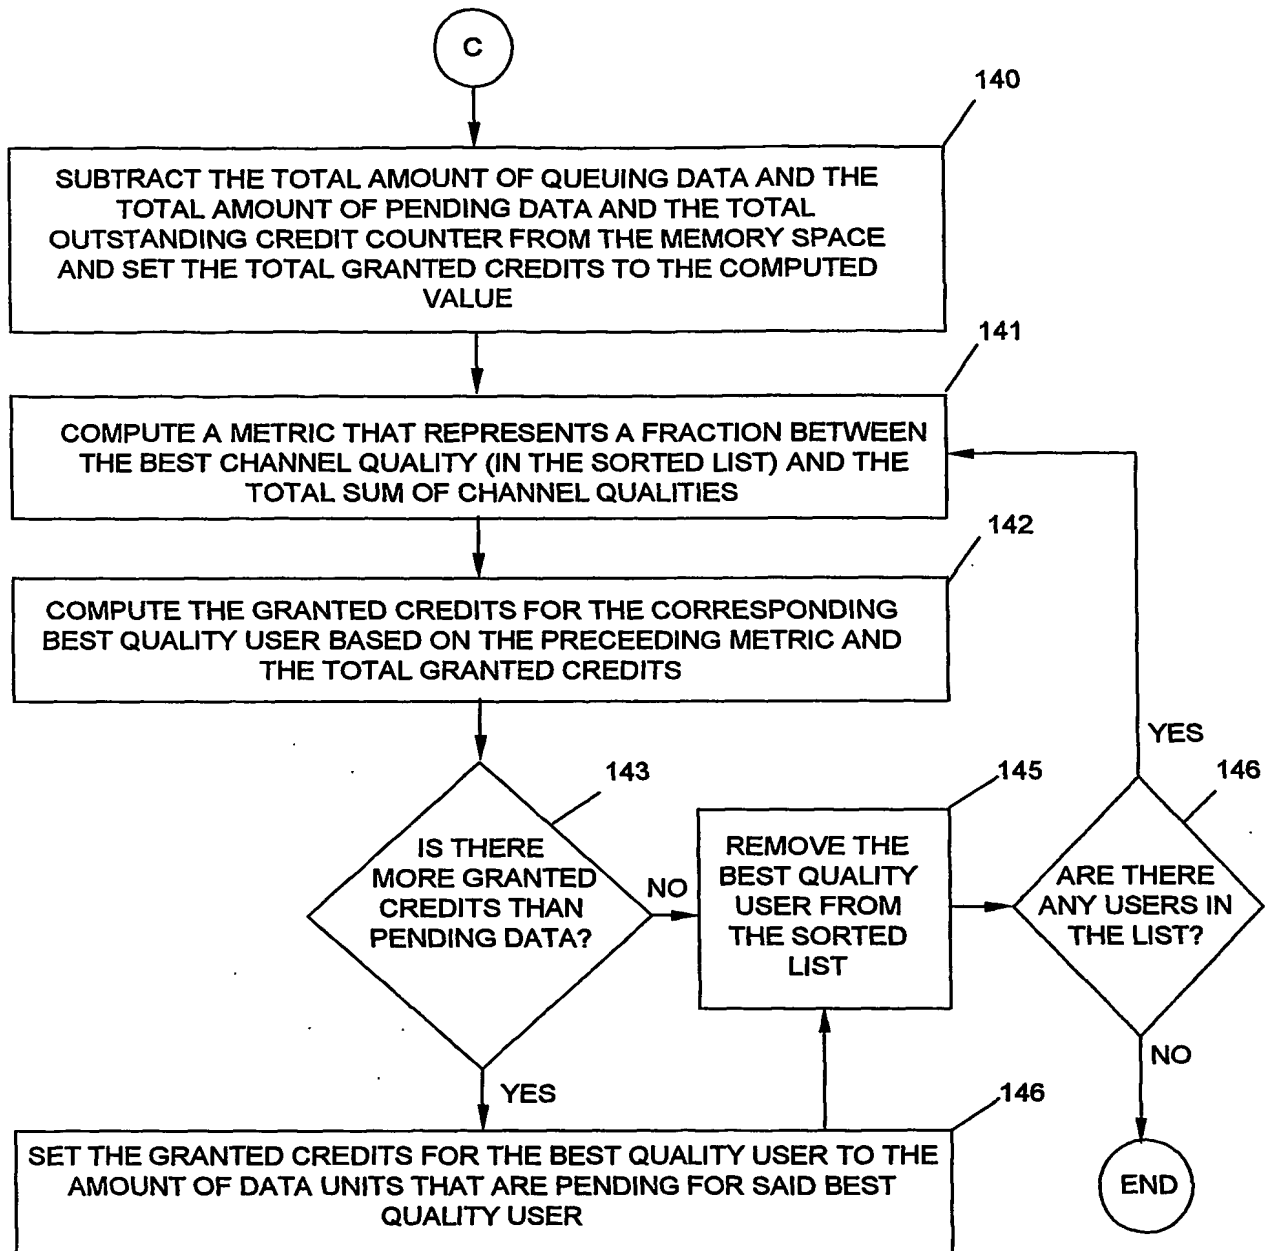 C
140
SUBTRACT THE TOTAL AMOUNT OF QUEUING DATA AND THE
TOTAL AMOUNT OF PENDING DATA AND THE TOTAL
OUTSTANDING CREDIT COUNTER FROM THE MEMORY SPACE
AND SET THE TOTAL GRANTED CREDITS TO THE COMPUTED
VALUE
141
COMPUTE A METRIC THAT REPRESENTS A FRACTION BETWEEN
THE BEST CHANNEL QUALITY (IN THE SORTED LIST) AND THE
TOTAL SUM OF CHANNEL QUALITIES
142
COMPUTE THE GRANTED CREDITS FOR THE CORRESPONDING
BEST QUALITY USER BASED ON THE PRECEEDING METRIC AND
THE TOTAL GRANTED CREDITS
143
IS THERE
MORE GRANTED
CREDITS THAN
PENDING DATA?
NO
YES
145
REMOVE THE
BEST QUALITY
USER FROM
THE SORTED
LIST
YES
146
ARE THERE
ANY USERS IN
THE LIST?
NO
146
SET THE GRANTED CREDITS FOR THE BEST QUALITY USER TO THE
AMOUNT OF DATA UNITS THAT ARE PENDING FOR SAID BEST
QUALITY USER
END